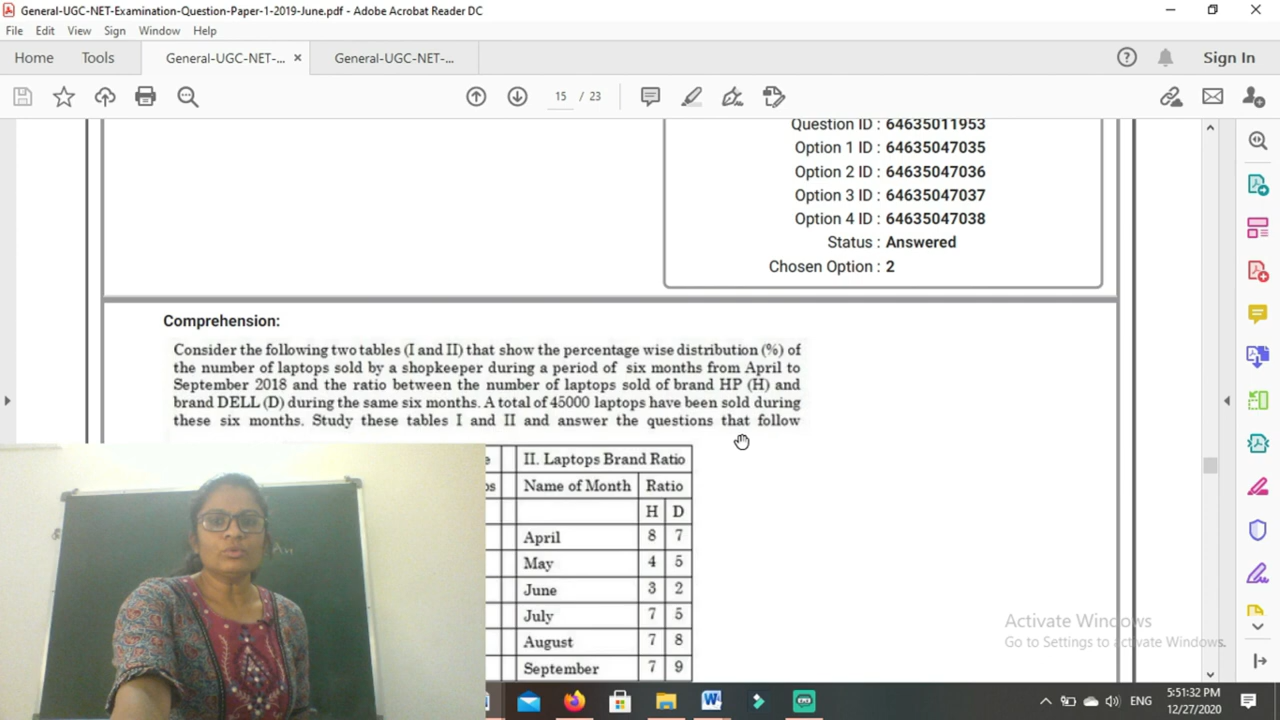 General-UGC-NET-Examination-Question-Paper-1-2019-June.pdf - Adobe Acrobat Reader DC
File Edit View Sign Window Help
Home Tools General-UGC-NET-... × General-UGC-NET-... Sign In
15 / 23
Question ID : 64635011953
Option 1 ID : 64635047035
Option 2 ID : 64635047036
Option 3 ID : 64635047037
Option 4 ID : 64635047038
Status : Answered
Chosen Option : 2
Comprehension:
Consider the following two tables (I and II) that show the percentage wise distribution (%) of
the number of laptops sold by a shopkeeper during a period of six months from April to
September 2018 and the ratio between the number of laptops sold of brand HP (H) and
brand DELL (D) during the same six months. A total of 45000 laptops have been sold during
these six months. Study these tables I and II and answer the questions that follow
II. Laptops Brand Ratio
Name of Month Ratio
H D
April 8 7
May 4 5
June 3 2
July 7 5
August 7 8
September 7 9
Activate Windows
Go to Settings to activate Windows.
ENG
5:51:32 PM
12/27/2020